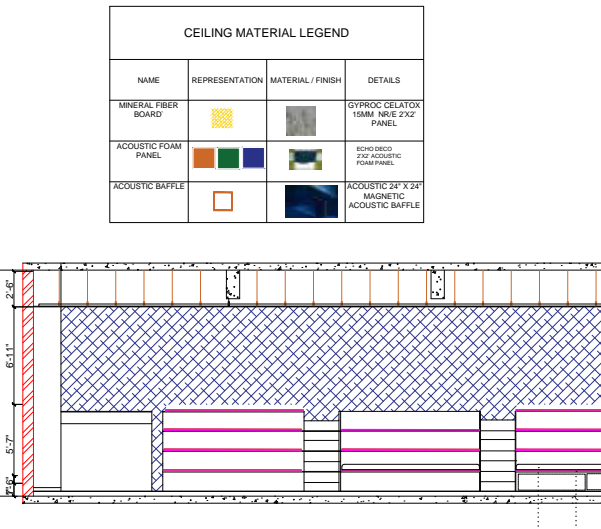 CEILING MATERIAL LEGEND
NAME
REPRESENTATION
MATERIAL / FINISH
DETAILS
MINERAL FIBER
BOARD'
GYPROC CELATOX
15MM NR/E 2'X2'
PANEL
ACOUSTIC FOAM
PANEL
ECHO DECO
2'X2' ACOUSTIC
FOAM PANEL
ACOUSTIC BAFFLE
ACOUSTIC 24" X 24"
MAGNETIC
ACOUSTIC BAFFLE
2'-6"
6'-11"
5'-7"